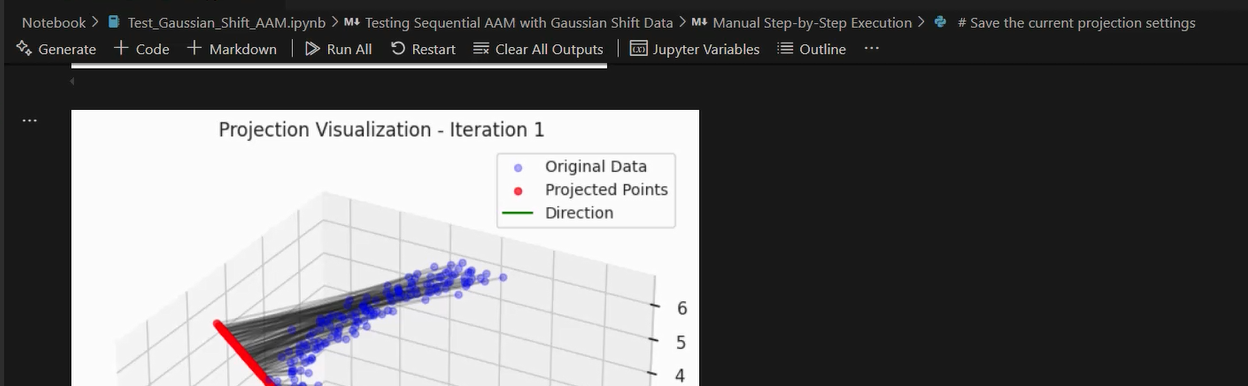 Notebook > Test_Gaussian_Shift_AAM.ipynb > M↓ Testing Sequential AAM with Gaussian Shift Data > M↓ Manual Step-by-Step Execution > # Save the current projection settings
Generate + Code + Markdown | Run All Restart Clear All Outputs | Jupyter Variables Outline ...
...
Projection Visualization - Iteration 1
Original Data
Projected Points
Direction
6
5
4